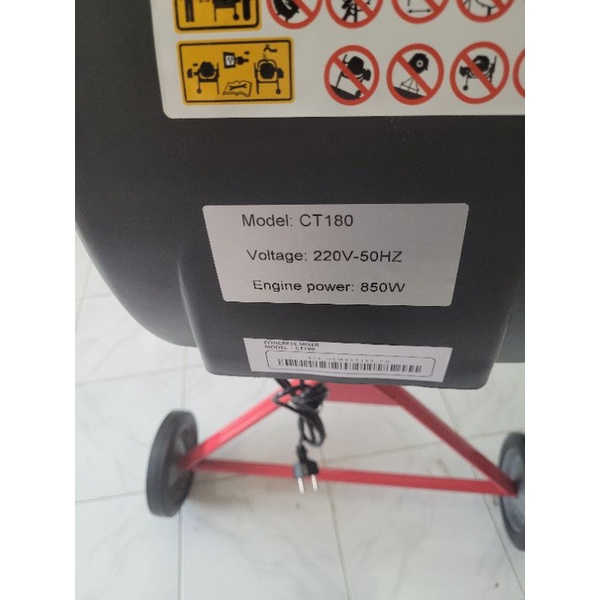 Model: CT180
Voltage: 220V-50HZ
Engine power: 850W
CONCRETE MIXER
MODEL: CT180